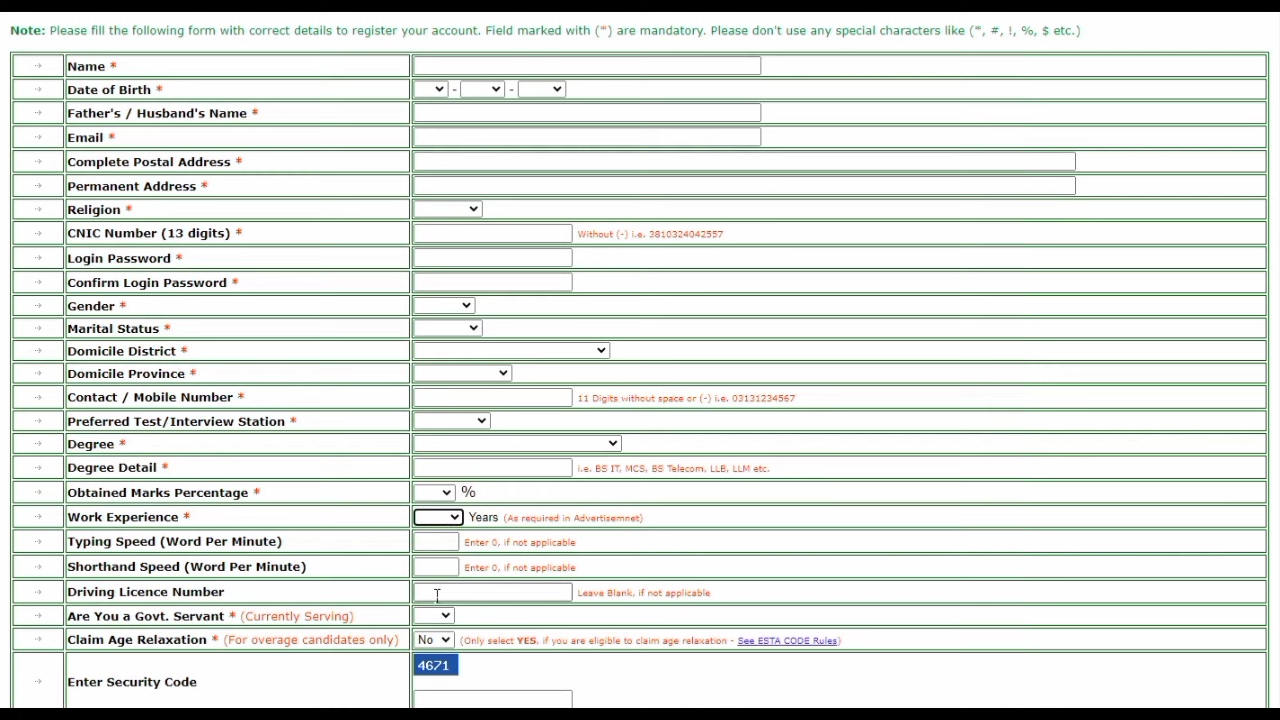 Note: Please fill the following form with correct details to register your account. Field marked with (*) are mandatory. Please don't use any special characters like (*, #, !, %, $ etc.)
Name *
Date of Birth * - -
Father's / Husband's Name *
Email *
Complete Postal Address *
Permanent Address *
Religion *
CNIC Number (13 digits) * Without (-) i.e. 3810324042557
Login Password *
Confirm Login Password *
Gender *
Marital Status *
Domicile District *
Domicile Province *
Contact / Mobile Number * 11 Digits without space or (-) i.e. 03131234567
Preferred Test/Interview Station *
Degree *
Degree Detail * i.e. BS IT, MCS, BS Telecom, LLB, LLM etc.
Obtained Marks Percentage * %
Work Experience * Years (As required in Advertisemnet)
Typing Speed (Word Per Minute) Enter 0, if not applicable
Shorthand Speed (Word Per Minute) Enter 0, if not applicable
Driving Licence Number Leave Blank, if not applicable
Are You a Govt. Servant * (Currently Serving)
Claim Age Relaxation * (For overage candidates only) No (Only select YES, if you are eligible to claim age relaxation - See ESTA CODE Rules)
4671
Enter Security Code